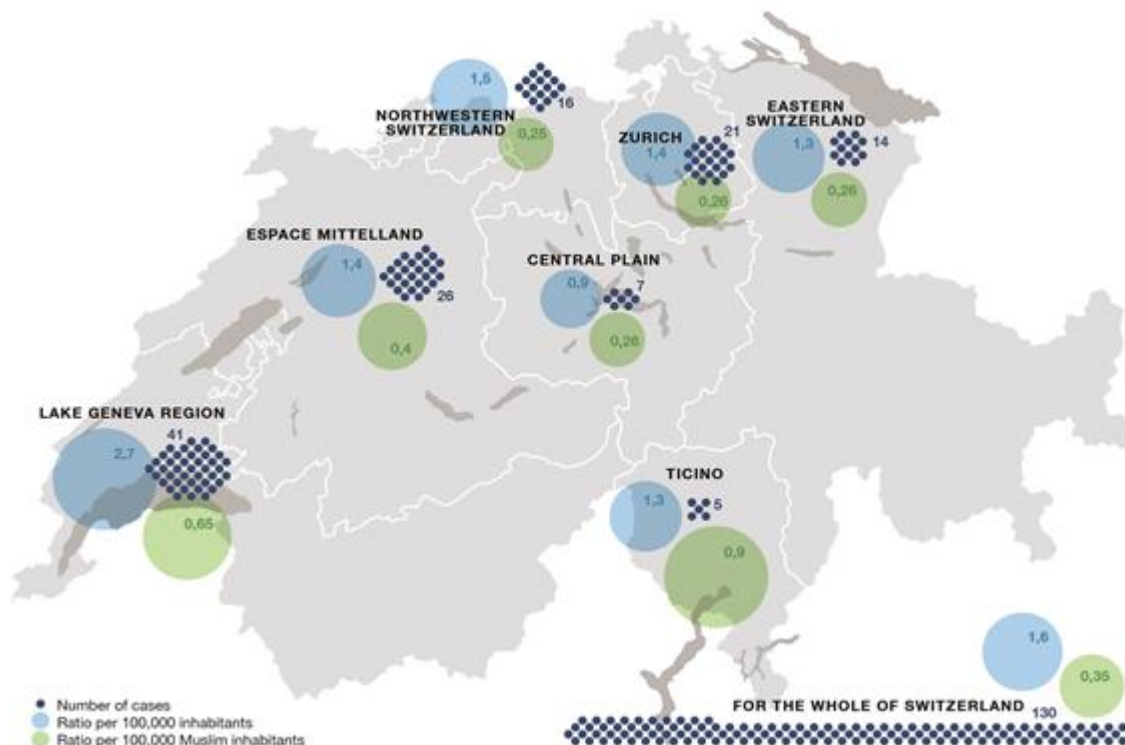 1,5
16
NORTHWESTERN
SWITZERLAND
0,25
ZURICH
21
1,4
0,26
EASTERN
SWITZERLAND
14
1,3
0,26
ESPACE MITTELLAND
1,4
26
0,4
CENTRAL PLAIN
0,9
7
0,26
LAKE GENEVA REGION
41
2,7
0,65
TICINO
1,3
5
0,9
1,6
0,35
FOR THE WHOLE OF SWITZERLAND
130
Number of cases
Ratio per 100,000 inhabitants
Ratio per 100,000 Muslim inhabitants